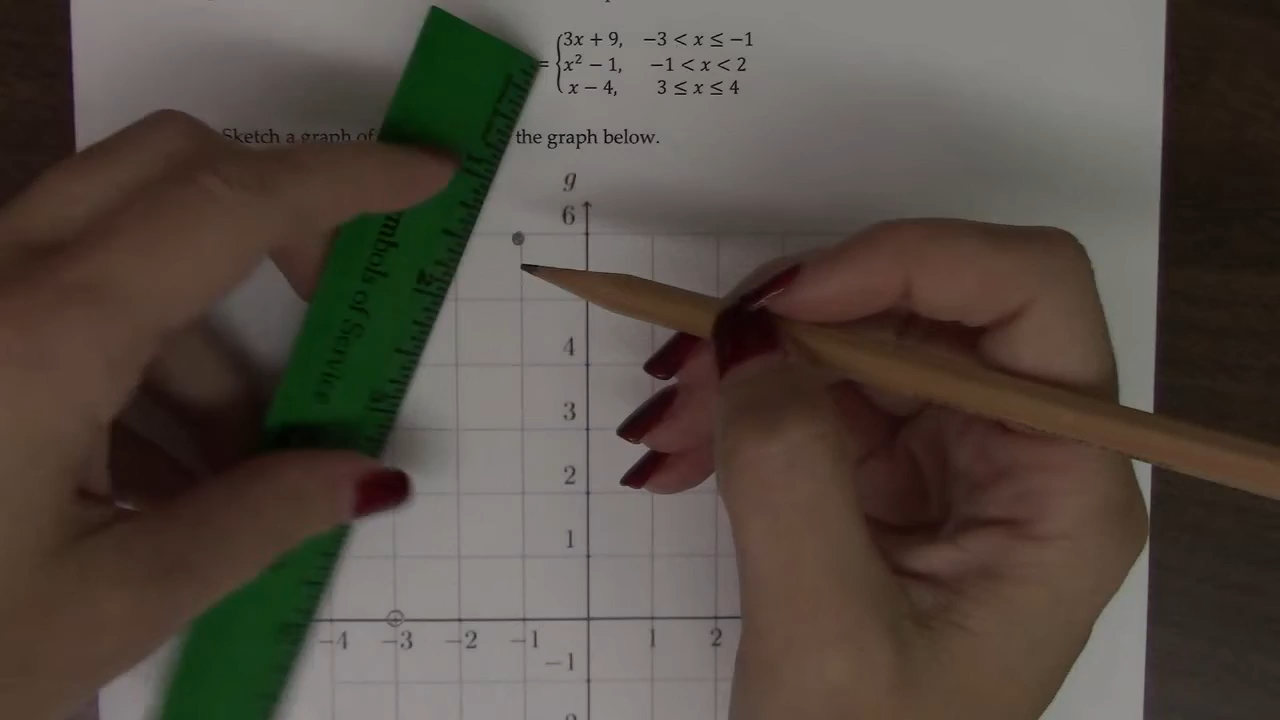 = { 3x + 9, −3 < x ≤ −1
x² − 1, −1 < x < 2
x − 4, 3 ≤ x ≤ 4
Sketch a graph of
the graph below.
g
6
4
3
2
1
−4 −3 −2 −1 1 2
−1
mbols of Service